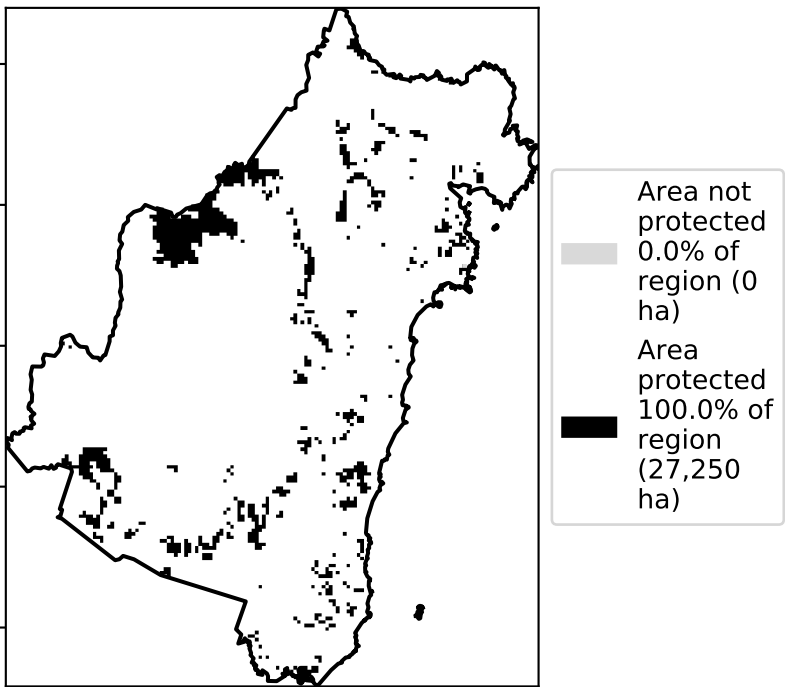 Area not
protected
0.0% of
region (0
ha)
Area
protected
100.0% of
region
(27,250
ha)